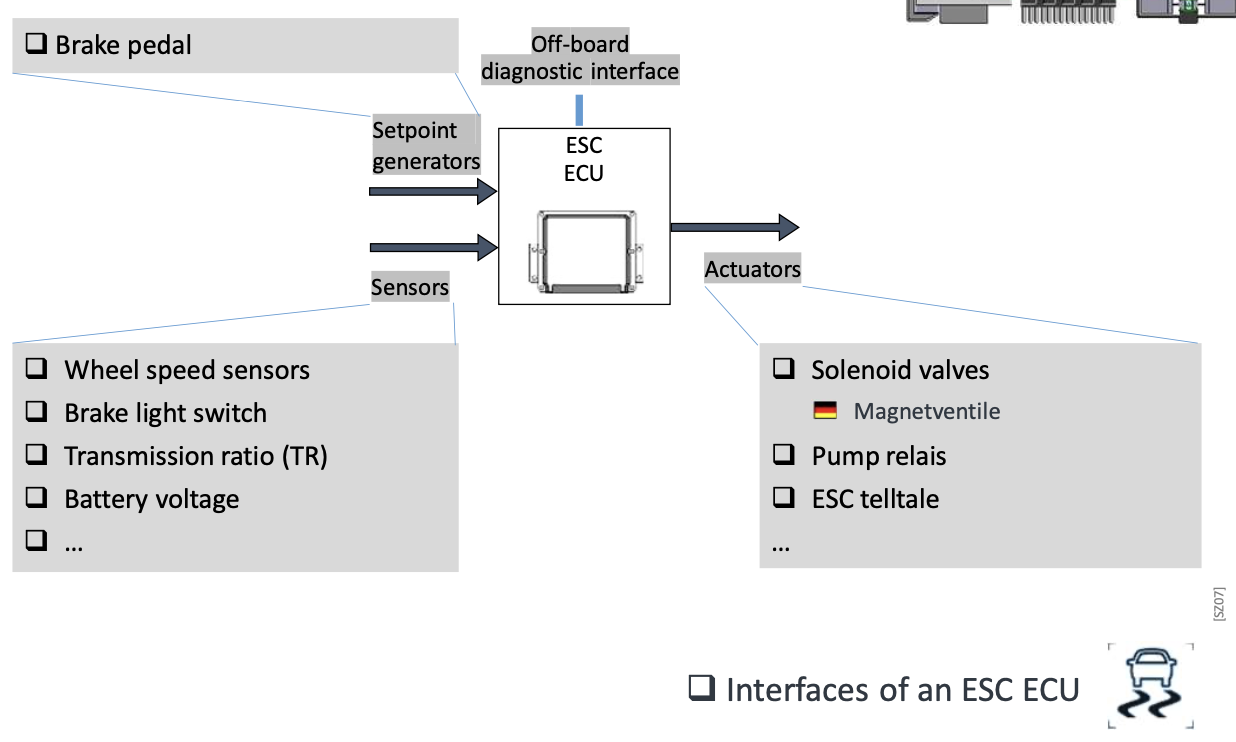 Brake pedal
Off-board
diagnostic interface
Setpoint
generators
ESC
ECU
Sensors
Actuators
Wheel speed sensors
Brake light switch
Transmission ratio (TR)
Battery voltage
...
Solenoid valves
Magnetventile
Pump relais
ESC telltale
...
[SZ07]
Interfaces of an ESC ECU